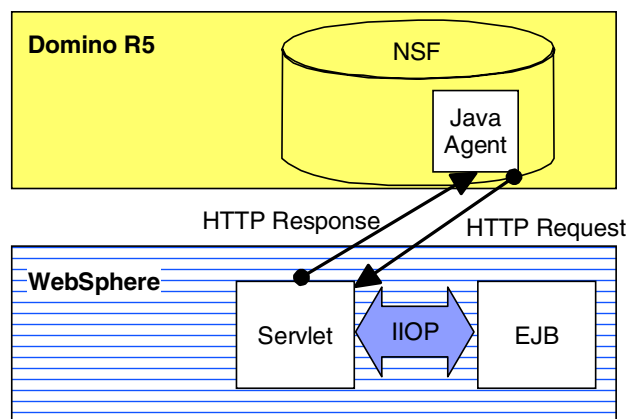 Domino R5
NSF
Java
Agent
HTTP Response
HTTP Request
WebSphere
Servlet
IIOP
EJB